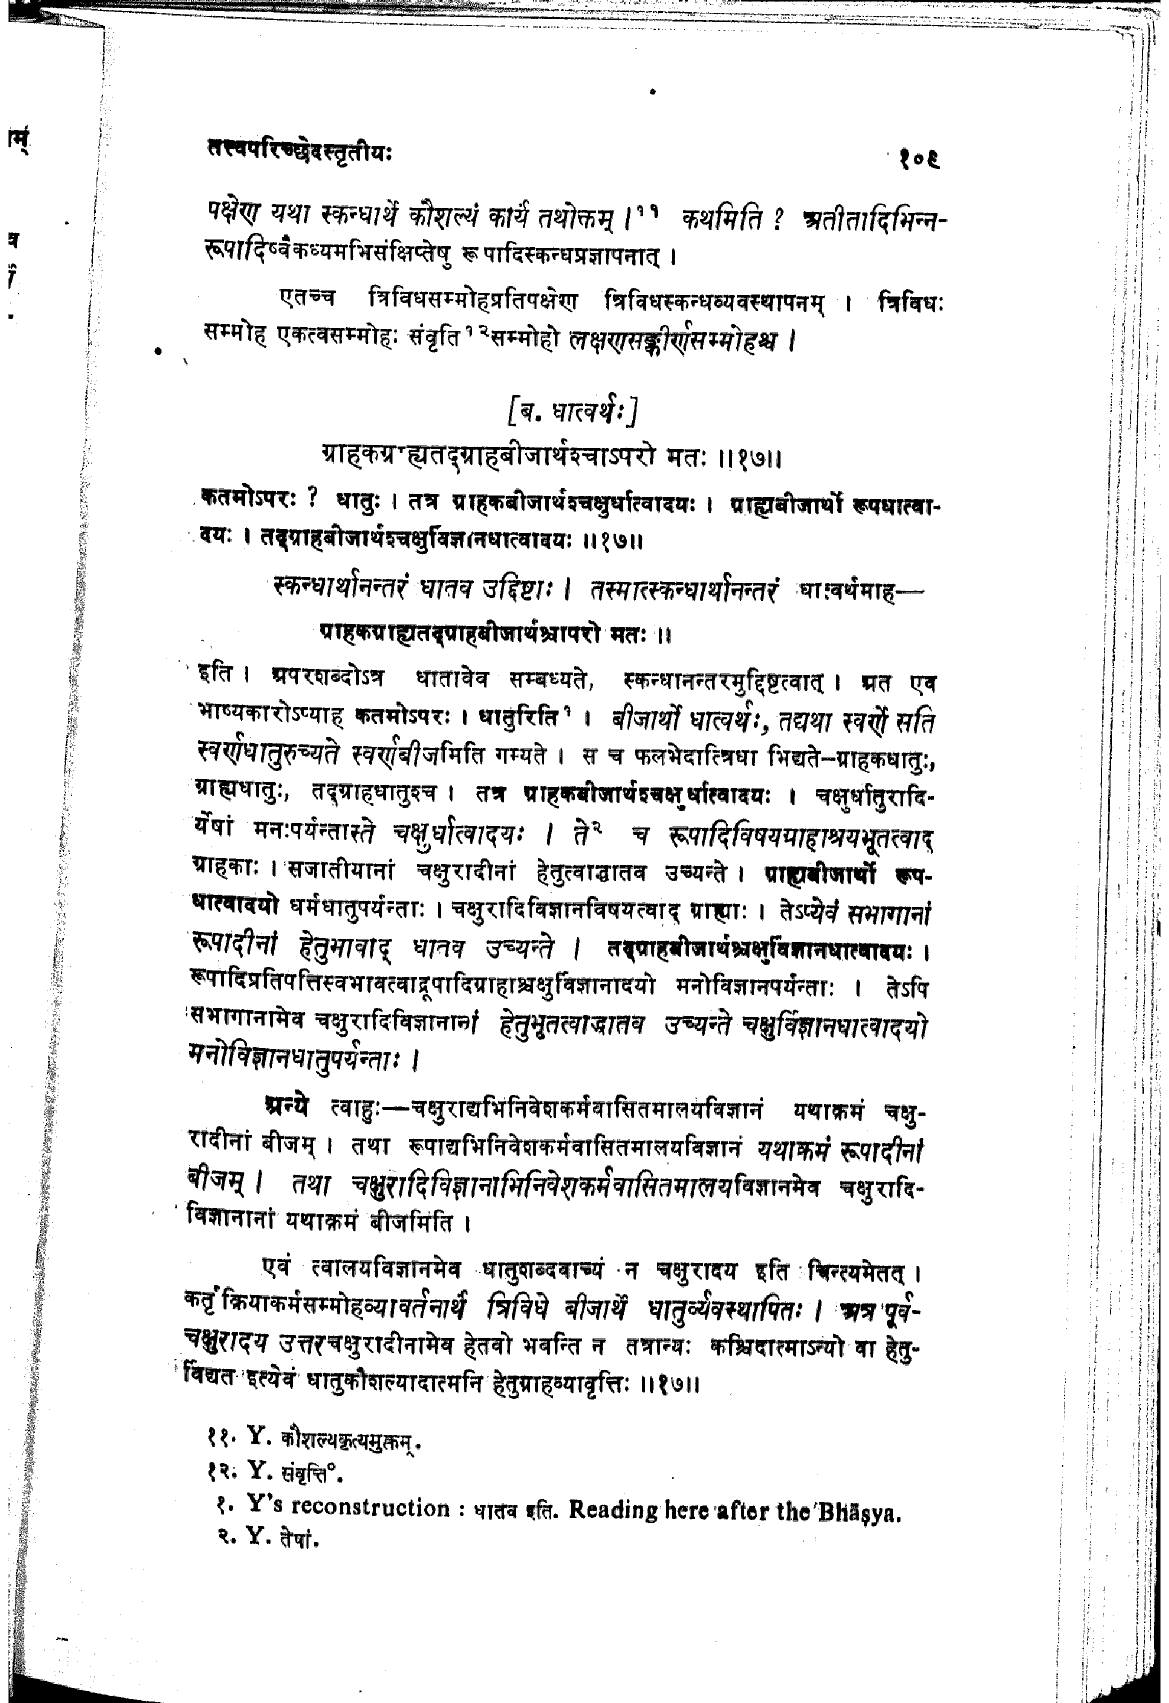 तत्त्वपरिच्छेदस्तृतीयः १०९
पक्षेण यथा स्कन्धार्थे कौशल्यं कार्यं तथोक्तम् ।११ कथमिति ? अतीतादिभिन्न-
रूपादिष्वैकध्यमभिसंक्षिप्तेषु रूपादिस्कन्धप्रज्ञापनात् ।
एतच्च त्रिविधसम्मोहप्रतिपक्षेण त्रिविधस्कन्धव्यवस्थापनम् । त्रिविधः
सम्मोह एकत्वसम्मोहः संवृति१२सम्मोहो लक्षणसङ्कीर्णसम्मोहश्च ।
[ब. धात्वर्थः]
ग्राहकग्राह्यतद्ग्राहबीजार्थश्चाऽपरो मतः ॥१७॥
कतमोऽपरः ? धातुः । तत्र ग्राहकबीजार्थश्चक्षुर्धात्वादयः । ग्राह्यबीजार्थो रूपधात्वा-
दयः । तद्ग्राहबीजार्थश्चक्षुर्विज्ञानधात्वादयः ॥१७॥
स्कन्धार्थानन्तरं धातव उद्दिष्टाः । तस्मात्स्कन्धार्थानन्तरं धात्वर्थमाह—
ग्राहकग्राह्यतद्ग्राहबीजार्थश्चापरो मतः ॥
इति । अपरशब्दोऽत्र धातावेव सम्बध्यते, स्कन्धानन्तरमुद्दिष्टत्वात् । अत एव
भाष्यकारोऽप्याह कतमोऽपरः । धातुरिति१ । बीजार्थो धात्वर्थः, तद्यथा स्वर्णे सति
स्वर्णधातुरुच्यते स्वर्णबीजमिति गम्यते । स च फलभेदात्त्रिधा भिद्यते–ग्राहकधातुः,
ग्राह्यधातुः, तद्ग्राहधातुश्च । तत्र ग्राहकबीजार्थश्चक्षुर्धात्वादयः । चक्षुर्धातुरादि-
र्येषां मनःपर्यन्तास्ते चक्षुर्धात्वादयः । ते२ च रूपादिविषयग्राहाश्रयभूतत्वाद्
ग्राहकाः । सजातीयानां चक्षुरादीनां हेतुत्वाद्धातव उच्यन्ते । ग्राह्यबीजार्थो रूप-
धात्वादयो धर्मधातुपर्यन्ताः । चक्षुरादिविज्ञानविषयत्वाद् ग्राह्याः । तेऽप्येवं सभागानां
रूपादीनां हेतुभावाद् धातव उच्यन्ते । तद्ग्राहबीजार्थश्चक्षुर्विज्ञानधात्वादयः ।
रूपादिप्रतिपत्तिस्वभावत्वाद्रूपादिग्राहाश्चक्षुर्विज्ञानादयो मनोविज्ञानपर्यन्ताः । तेऽपि
सभागानामेव चक्षुरादिविज्ञानानां हेतुभूतत्वाद्धातव उच्यन्ते चक्षुर्विज्ञानधात्वादयो
मनोविज्ञानधातुपर्यन्ताः ।
अन्ये त्वाहुः—चक्षुराद्यभिनिवेशकर्मवासितमालयविज्ञानं यथाक्रमं चक्षु-
रादीनां बीजम् । तथा रूपाद्यभिनिवेशकर्मवासितमालयविज्ञानं यथाक्रमं रूपादीनां
बीजम् । तथा चक्षुरादिविज्ञानाभिनिवेशकर्मवासितमालयविज्ञानमेव चक्षुरादि-
विज्ञानानां यथाक्रमं बीजमिति ।
एवं त्वालयविज्ञानमेव धातुशब्दवाच्यं न चक्षुरादय इति चिन्त्यमेतत् ।
कर्तृक्रियाकर्मसम्मोहव्यावर्तनार्थं त्रिविधे बीजार्थे धातुर्व्यवस्थापितः । अत्र पूर्व-
चक्षुरादय उत्तरचक्षुरादीनामेव हेतवो भवन्ति न तत्रान्यः कश्चिदात्माऽन्यो वा हेतु-
र्विद्यत इत्येवं धातुकौशल्यादात्मनि हेतुग्राहव्यावृत्तिः ॥१७॥
११. Y. कौशल्यकृत्यमुक्तम्.
१२. Y. संवृत्ति°.
१. Y's reconstruction : धातव इति. Reading here after the Bhāṣya.
२. Y. तेषां.